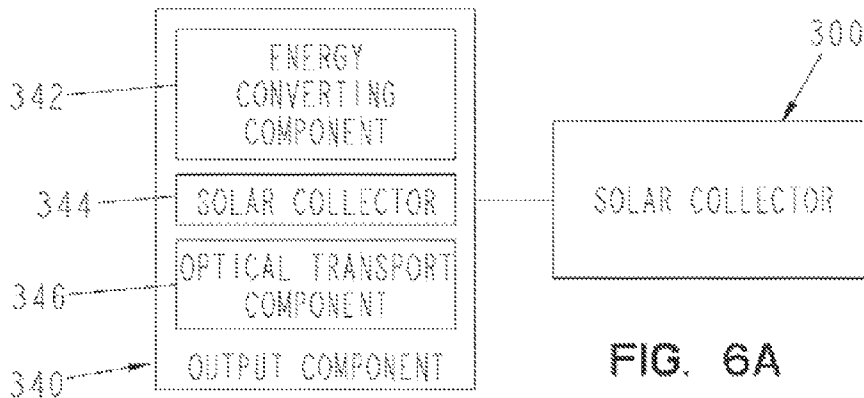 300
ENERGY
CONVERTING
COMPONENT
342
344
SOLAR COLLECTOR
SOLAR COLLECTOR
346
OPTICAL TRANSPORT
COMPONENT
340
OUTPUT COMPONENT
FIG. 6A